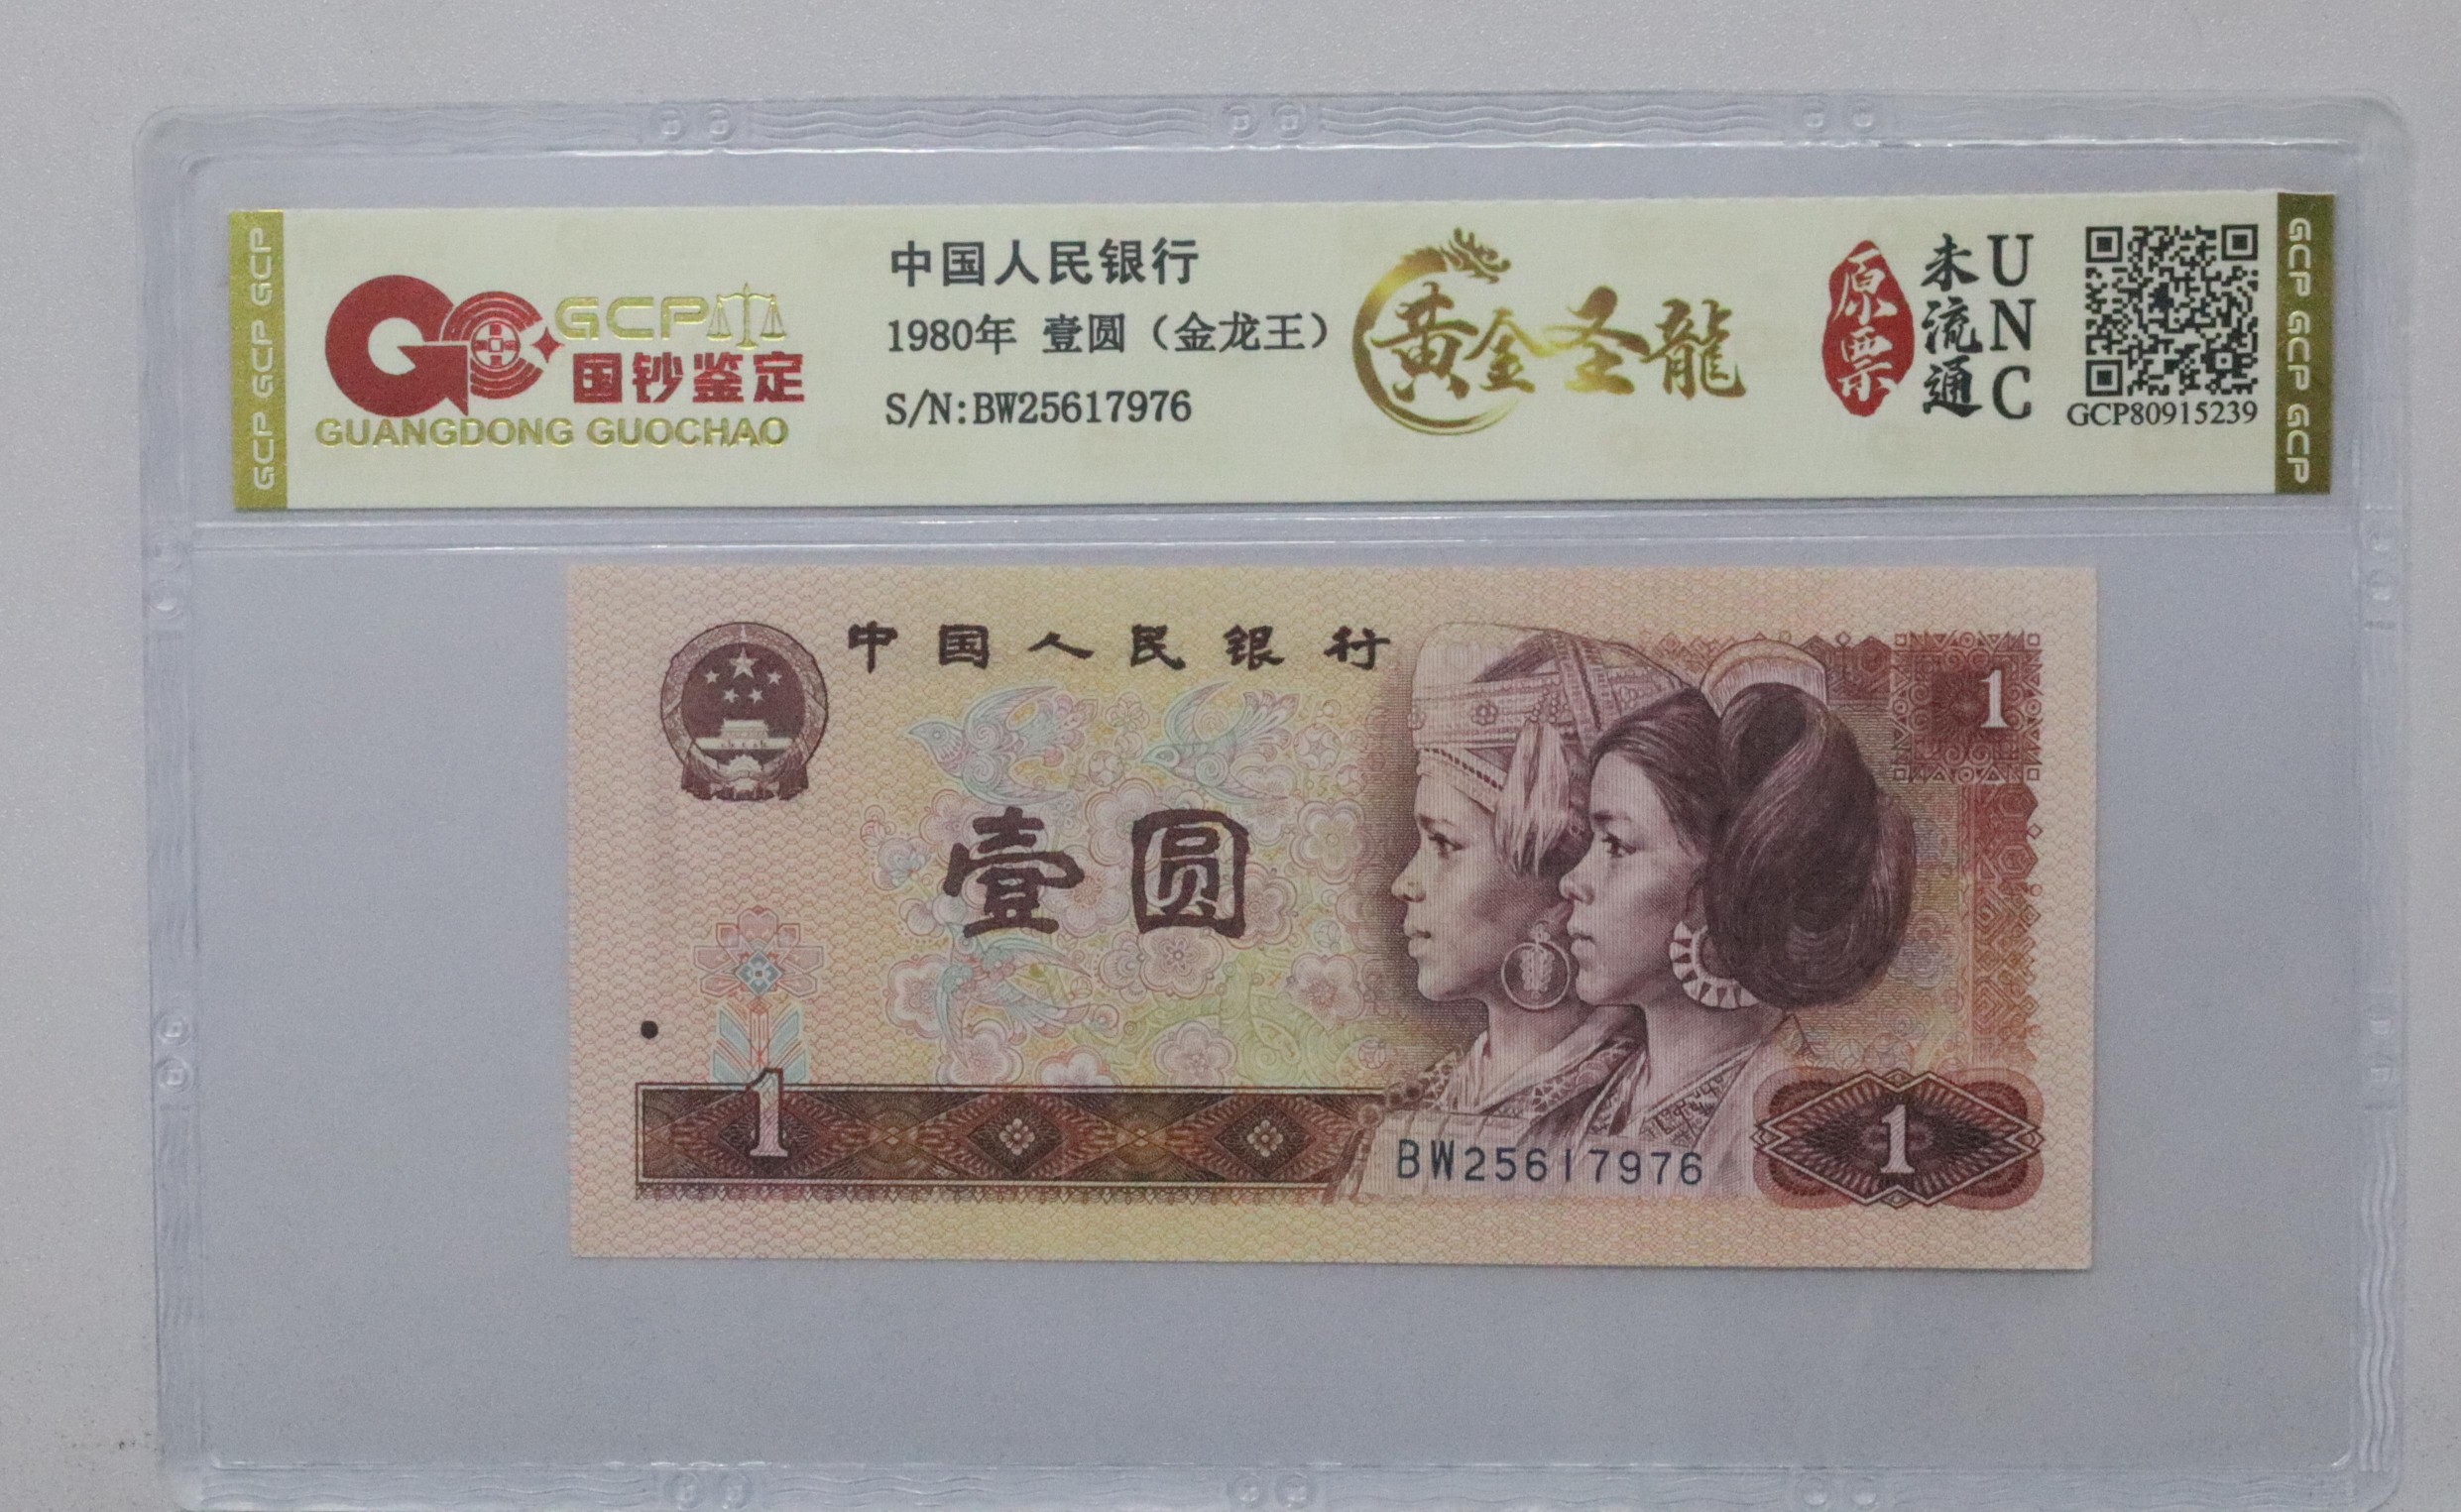 GCP GCP GCP
GCP
国钞鉴定
GUANGDONG GUOCHAO
中国人民银行
1980年 壹圆（金龙王）
S/N:BW25617976
黄金圣龍
原票
未流通
UNC
GCP80915239
GCP GCP GCP
中国人民银行
1
壹圆
1
BW25617976
1